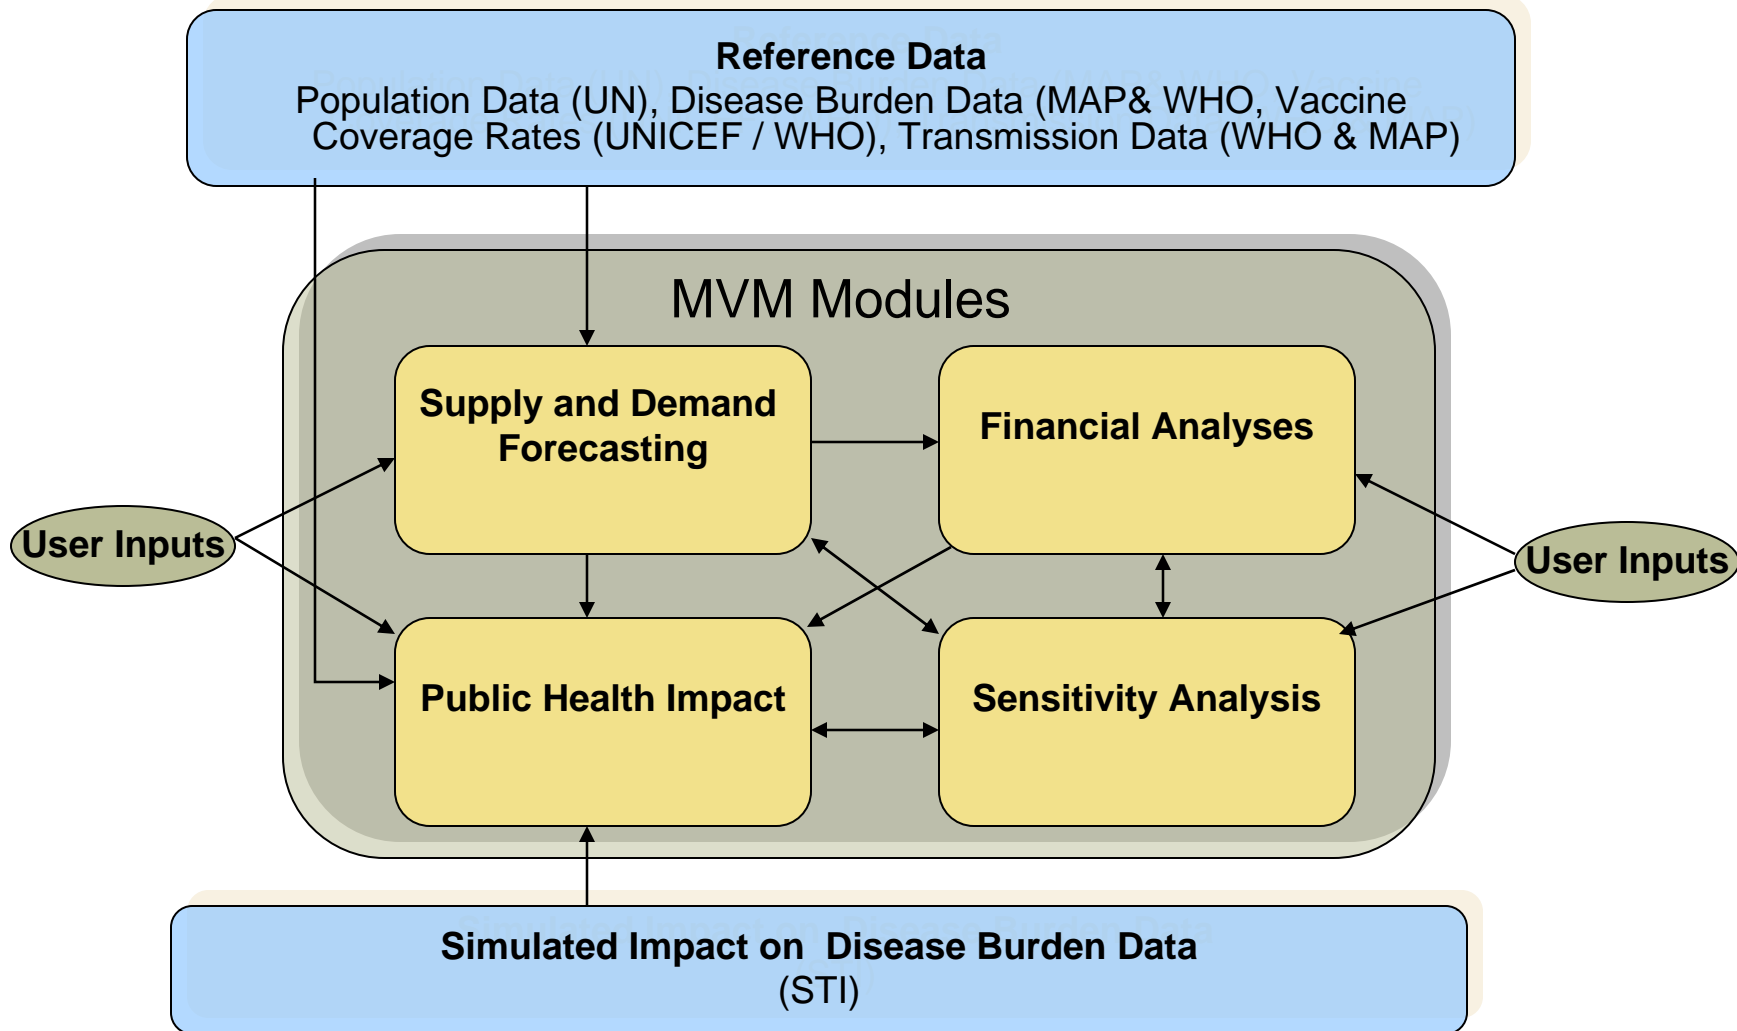 Reference Data
Population Data (UN), Disease Burden Data (MAP& WHO, Vaccine
Coverage Rates (UNICEF / WHO), Transmission Data (WHO & MAP)
MVM Modules
Supply and Demand
Forecasting
Financial Analyses
User Inputs
User Inputs
Public Health Impact
Sensitivity Analysis
Simulated Impact on Disease Burden Data
(STI)